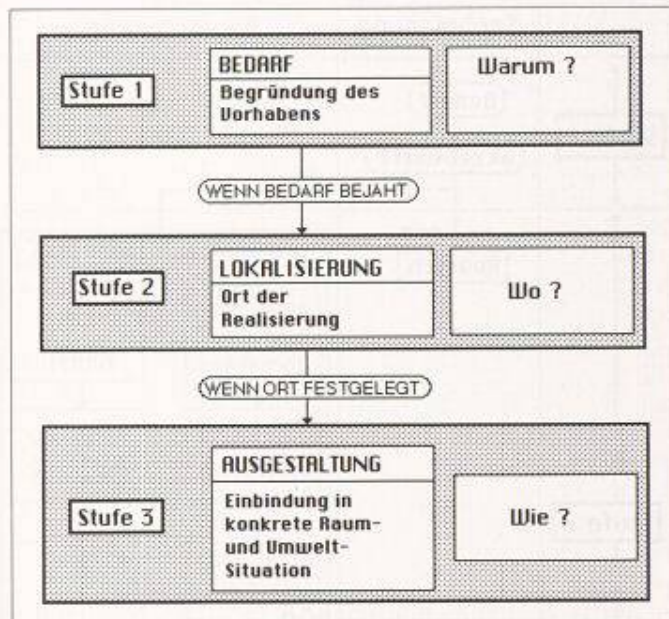 Stufe 1
BEDARF
Begründung des
Vorhabens
Warum ?
WENN BEDARF BEJAHT
Stufe 2
LOKALISIERUNG
Ort der
Realisierung
Wo ?
WENN ORT FESTGELEGT
Stufe 3
AUSGESTALTUNG
Einbindung in
konkrete Raum-
und Umwelt-
Situation
Wie ?